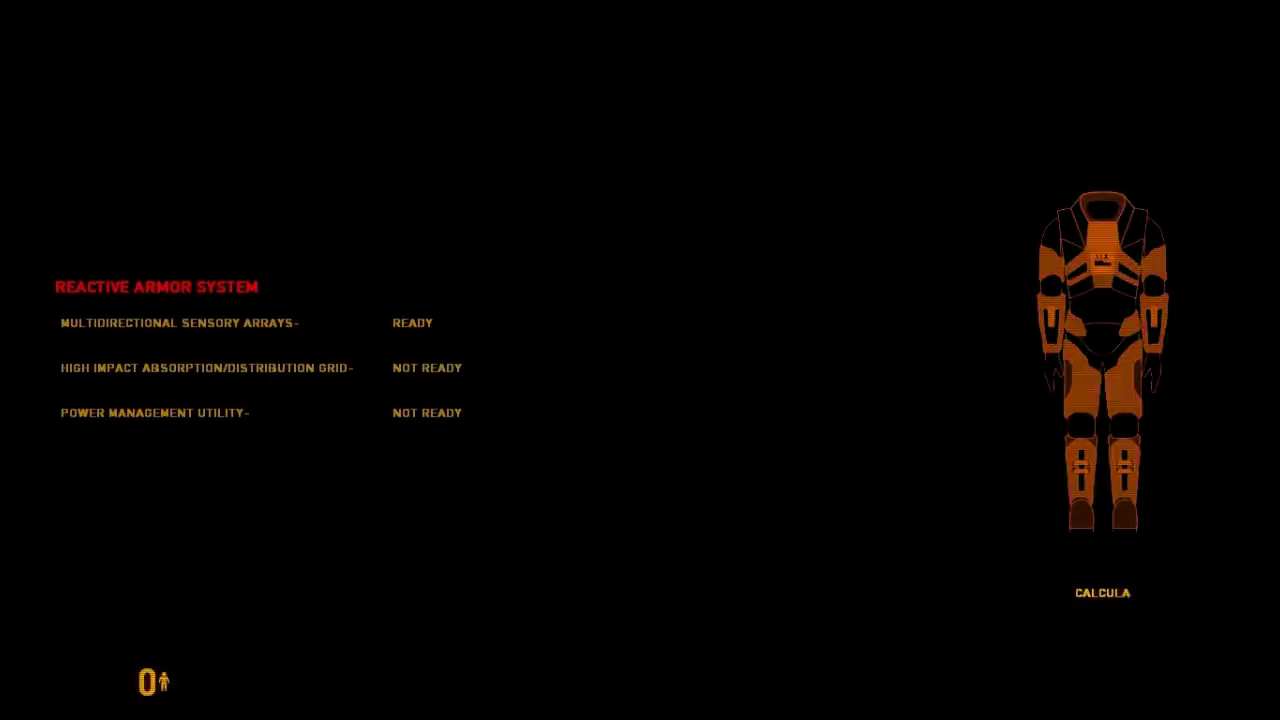 REACTIVE ARMOR SYSTEM
MULTIDIRECTIONAL SENSORY ARRAYS- READY
HIGH IMPACT ABSORPTION/DISTRIBUTION GRID- NOT READY
POWER MANAGEMENT UTILITY- NOT READY
CALCULA
0